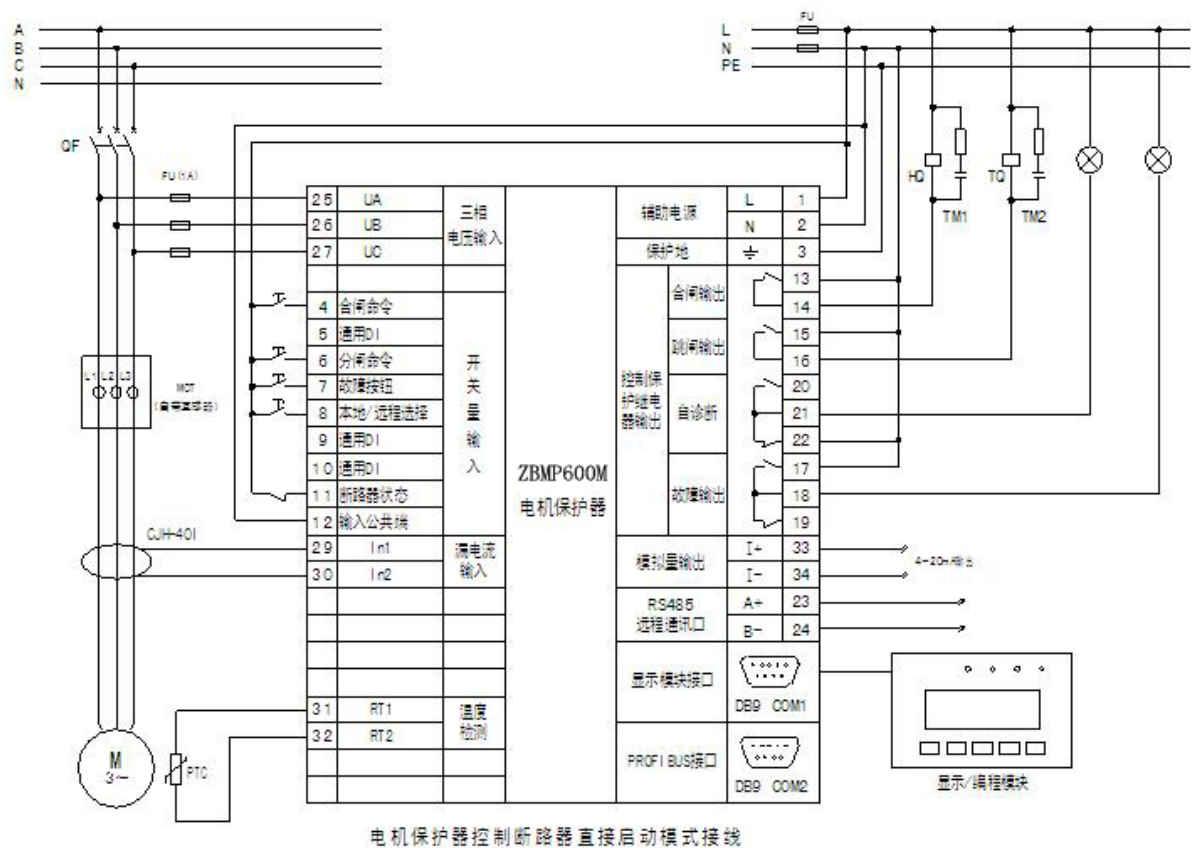 A
B
C
N
QF
FU(1A)
L1 L2 L3
MCT
(自带互感器)
CJH-40I
M
3~
PTC
25 UA
26 UB
27 UC
三相
电压输入
4 合闸命令
5 通用DI
6 分闸命令
7 故障按钮
8 本地/远程选择
9 通用DI
10 通用DI
11 断路器状态
12 输入公共端
开
关
量
输
入
29 In1
30 In2
漏电流
输入
31 RT1
32 RT2
温度
检测
ZBMP600M
电机保护器
辅助电源
L 1
N 2
保护地
3
控制保
护继电
器输出
合闸输出
13
14
跳闸输出
15
16
自诊断
20
21
22
故障输出
17
18
19
模拟量输出
I+ 33
I- 34
4-20mA输出
RS485
远程通讯口
A+ 23
B- 24
显示模块接口
DB9 COM1
PROFIBUS接口
DB9 COM2
L
N
PE
FU
HQ
TM1
TQ
TM2
显示/编程模块
电机保护器控制断路器直接启动模式接线